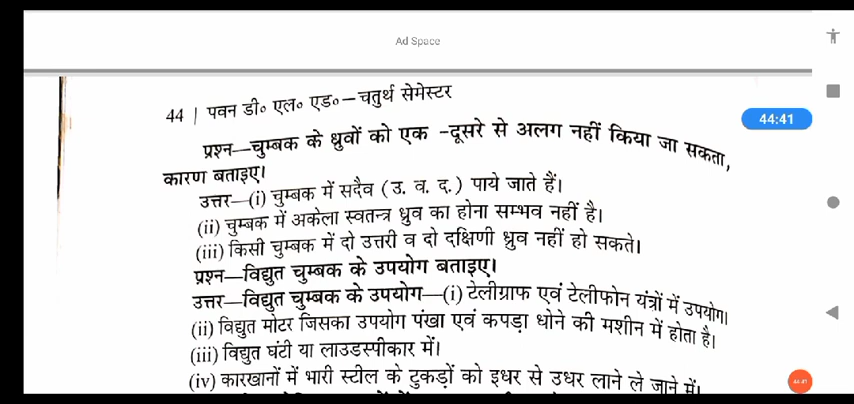 Ad Space
44:41
44 | पवन डी० एल० एड०–चतुर्थ सेमेस्टर
प्रश्न—चुम्बक के ध्रुवों को एक -दूसरे से अलग नहीं किया जा सकता,
कारण बताइए।
उत्तर—(i) चुम्बक में सदैव (उ. व. द.) पाये जाते हैं।
(ii) चुम्बक में अकेला स्वतन्त्र ध्रुव का होना सम्भव नहीं है।
(iii) किसी चुम्बक में दो उत्तरी व दो दक्षिणी ध्रुव नहीं हो सकते।
प्रश्न—विद्युत चुम्बक के उपयोग बताइए।
उत्तर—विद्युत चुम्बक के उपयोग—(i) टेलीग्राफ एवं टेलीफोन यंत्रों में उपयोग।
(ii) विद्युत मोटर जिसका उपयोग पंखा एवं कपड़ा धोने की मशीन में होता है।
(iii) विद्युत घंटी या लाउडस्पीकार में।
(iv) कारखानों में भारी स्टील के टुकड़ों को इधर से उधर लाने ले जाने में।
44:41